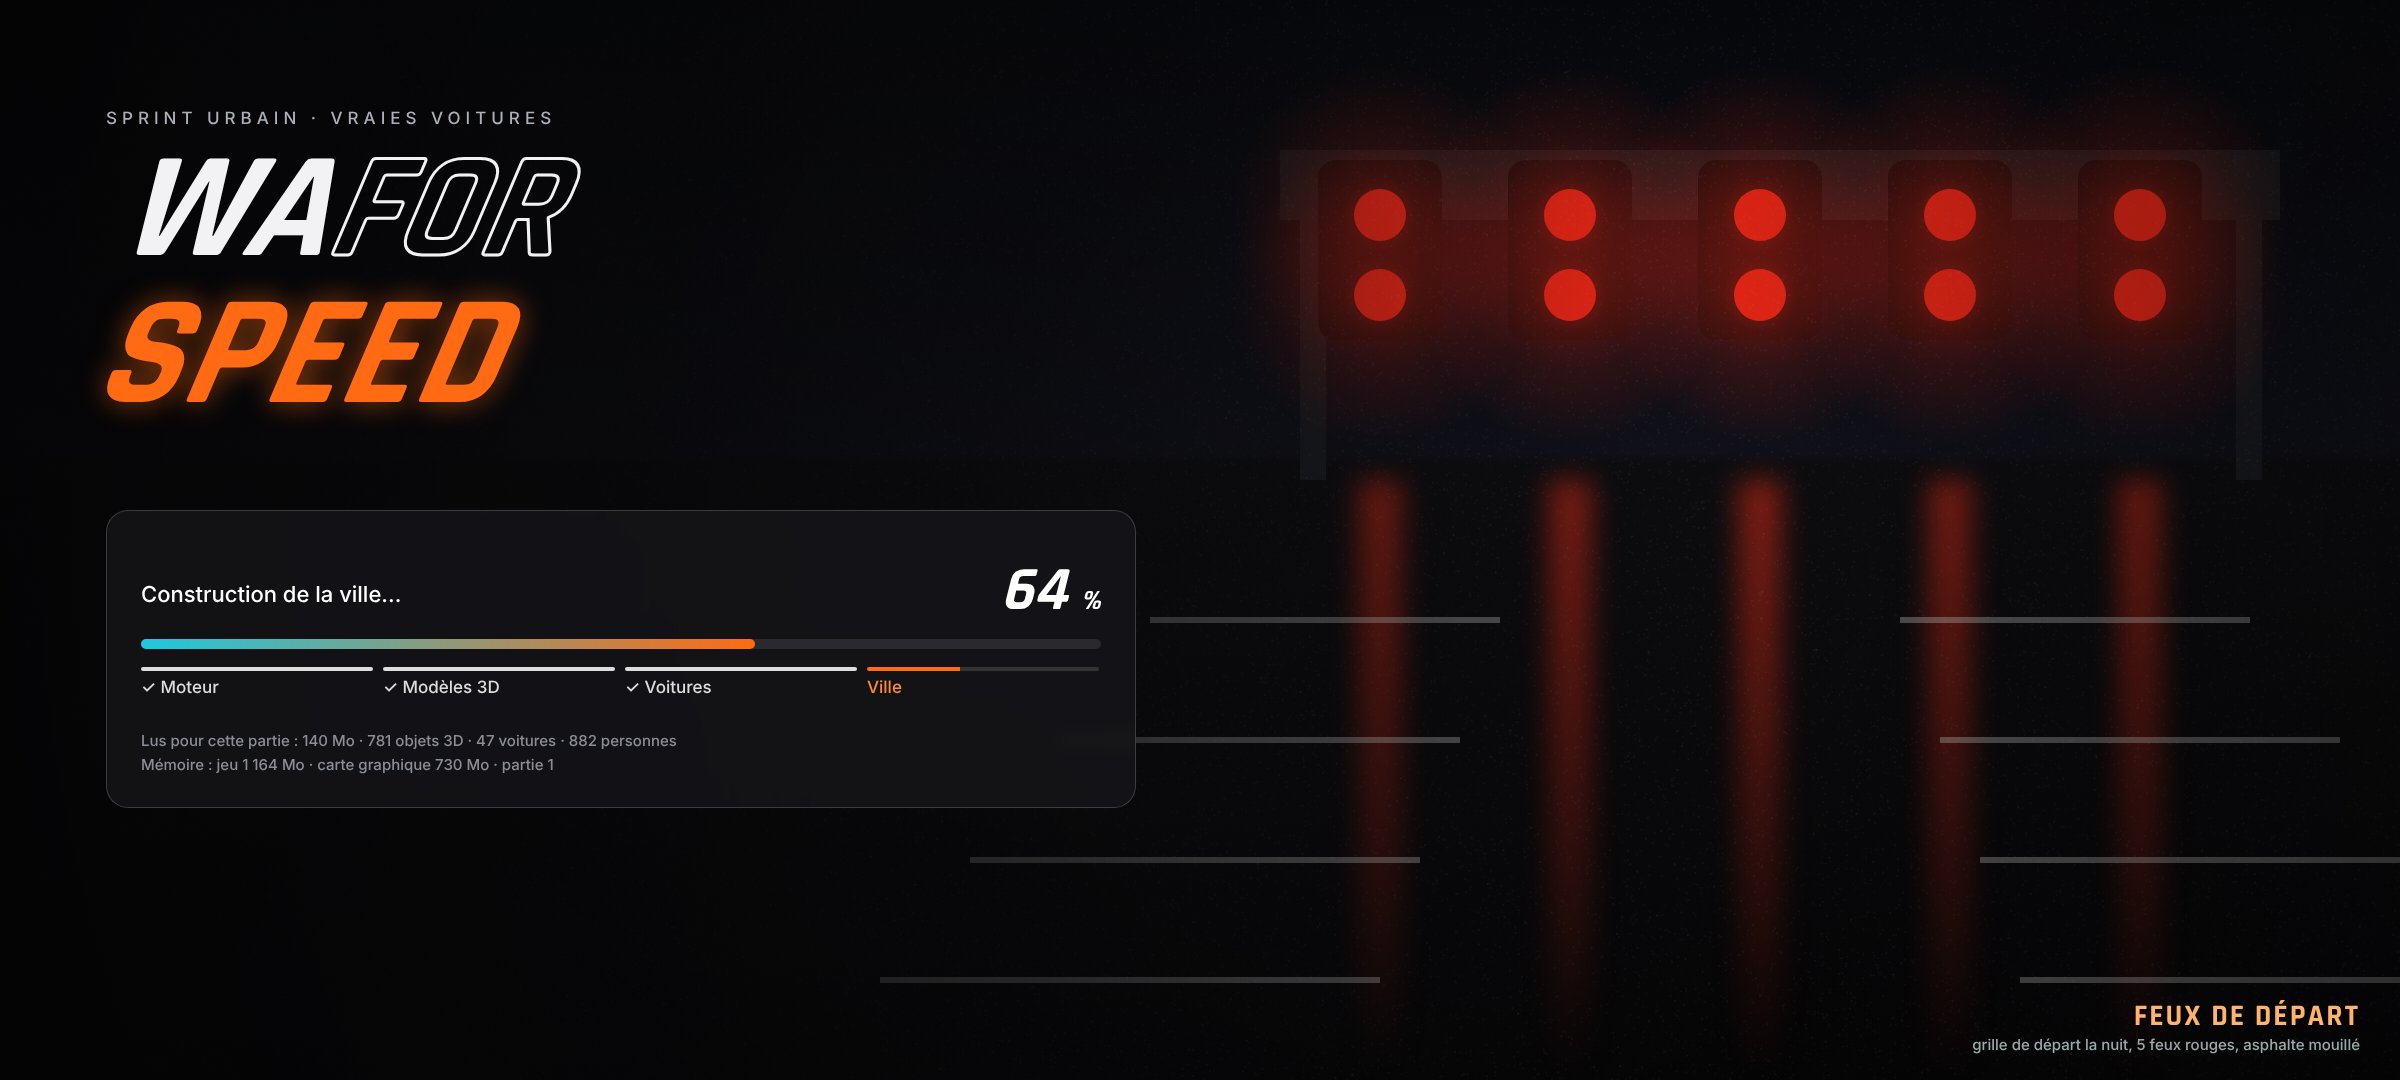 SPRINT URBAIN · VRAIES VOITURES
WAFOR
SPEED
Construction de la ville...
64 %
✓ Moteur ✓ Modèles 3D ✓ Voitures Ville
Lus pour cette partie : 140 Mo · 781 objets 3D · 47 voitures · 882 personnes
Mémoire : jeu 1 164 Mo · carte graphique 730 Mo · partie 1
FEUX DE DÉPART
grille de départ la nuit, 5 feux rouges, asphalte mouillé